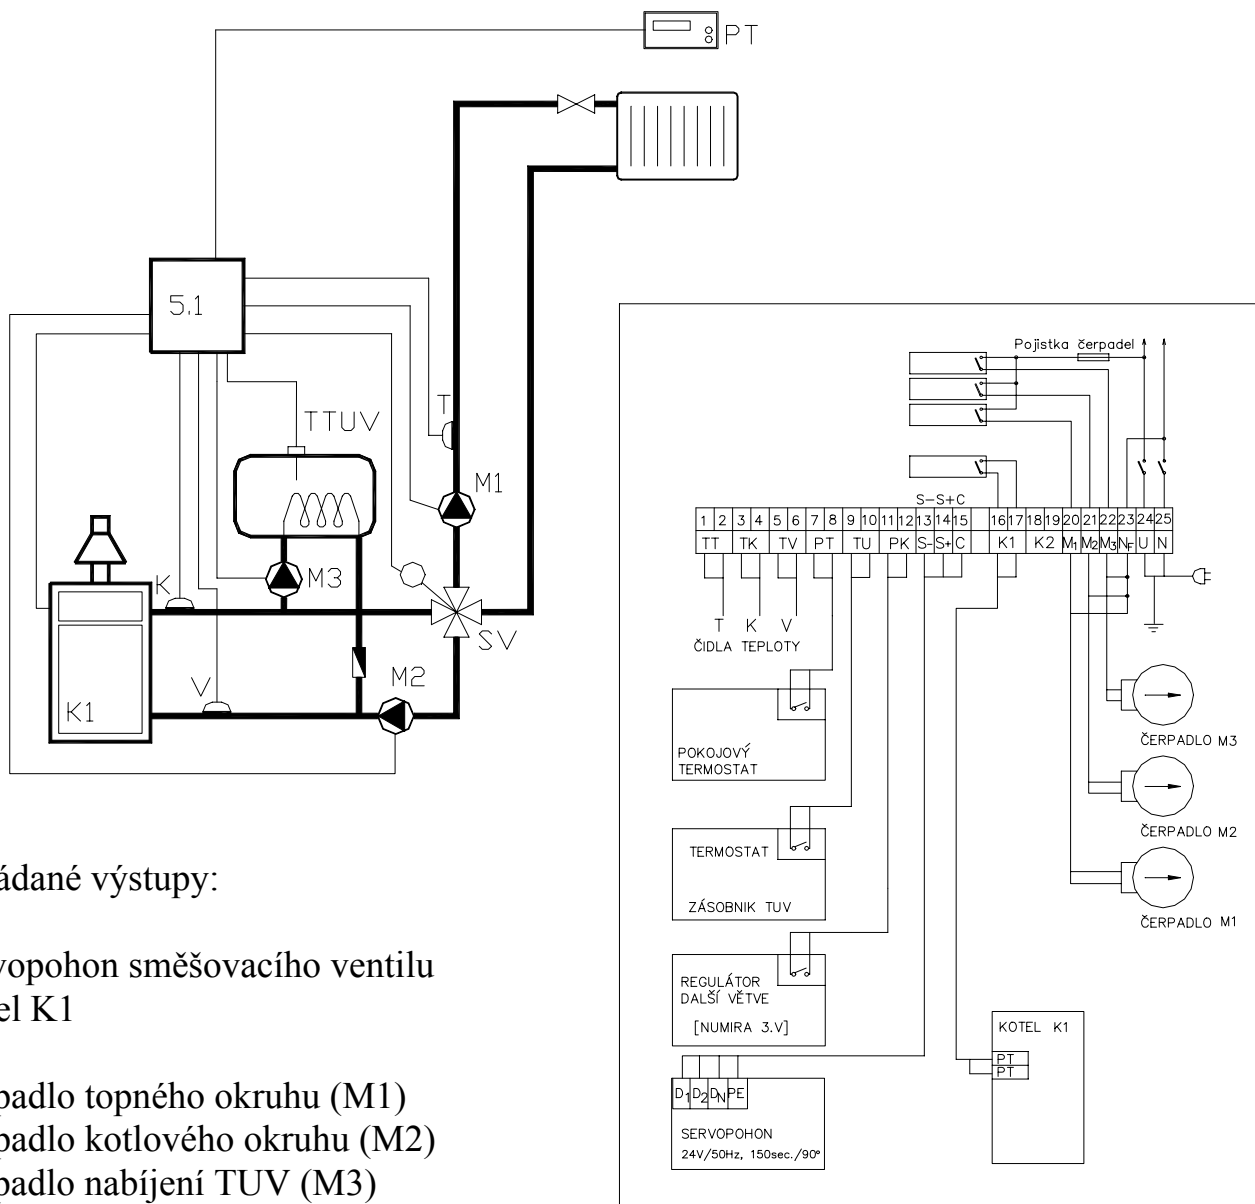 PT
5.1
T
TTUV
M1
K
M3
SV
V
M2
K1
ádané výstupy:
vopohon směšovacího ventilu
el K1
padlo topného okruhu (M1)
padlo kotlového okruhu (M2)
padlo nabíjení TUV (M3)
Pojistka čerpadel
S-S+C
1 2 3 4 5 6 7 8 9 10 11 12 13 14 15 16 17 18 19 20 21 22 23 24 25
TT TK TV PT TU PK S- S+ C K1 K2 M1 M2 M3 NF U N
T K V
ČIDLA TEPLOTY
POKOJOVÝ
TERMOSTAT
TERMOSTAT
ZÁSOBNIK TUV
REGULÁTOR
DALŠÍ VĚTVE
[NUMIRA 3.V]
D1 D2 DN PE
SERVOPOHON
24V/50Hz, 150sec./90°
ČERPADLO M3
ČERPADLO M2
ČERPADLO M1
KOTEL K1
PT
PT